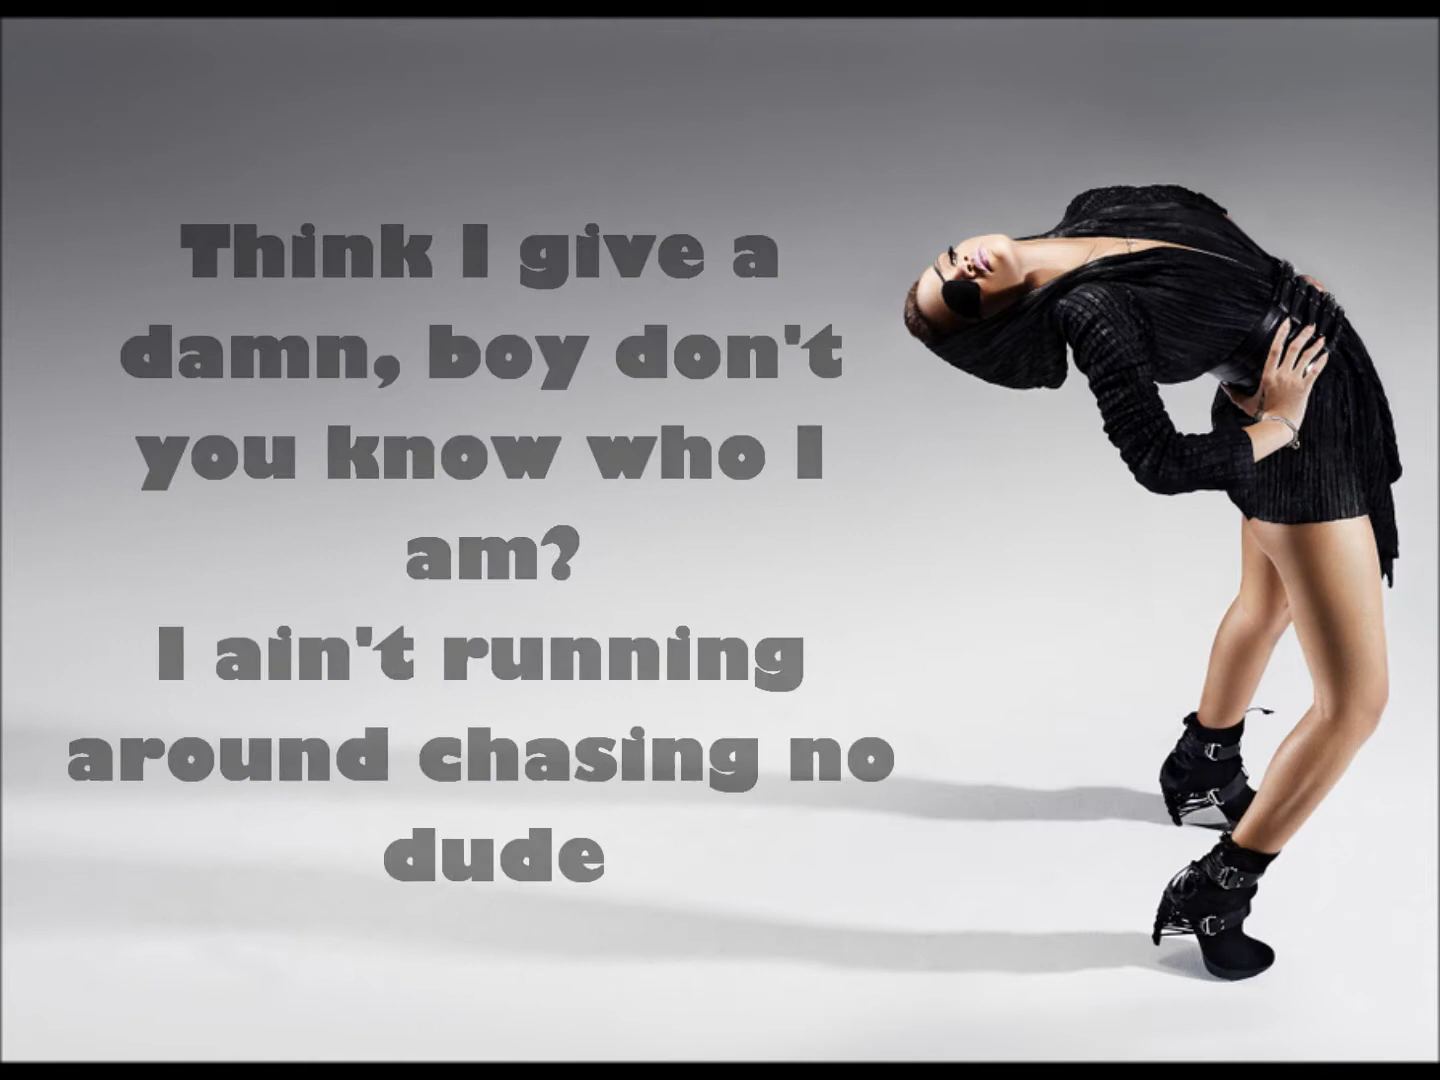 Think I give a
damn, boy don't
you know who I
am?
I ain't running
around chasing no
dude